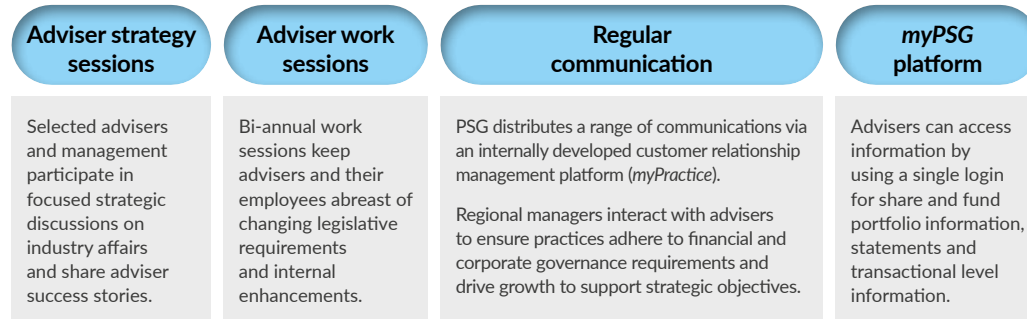 Adviser strategy
sessions
Selected advisers
and management
participate in
focused strategic
discussions on
industry affairs
and share adviser
success stories.
Adviser work
sessions
Bi-annual work
sessions keep
advisers and their
employees abreast of
changing legislative
requirements
and internal
enhancements.
Regular
communication
PSG distributes a range of communications via
an internally developed customer relationship
management platform (myPractice).
Regional managers interact with advisers
to ensure practices adhere to financial and
corporate governance requirements and
drive growth to support strategic objectives.
myPSG
platform
Advisers can access
information by
using a single login
for share and fund
portfolio information,
statements and
transactional level
information.